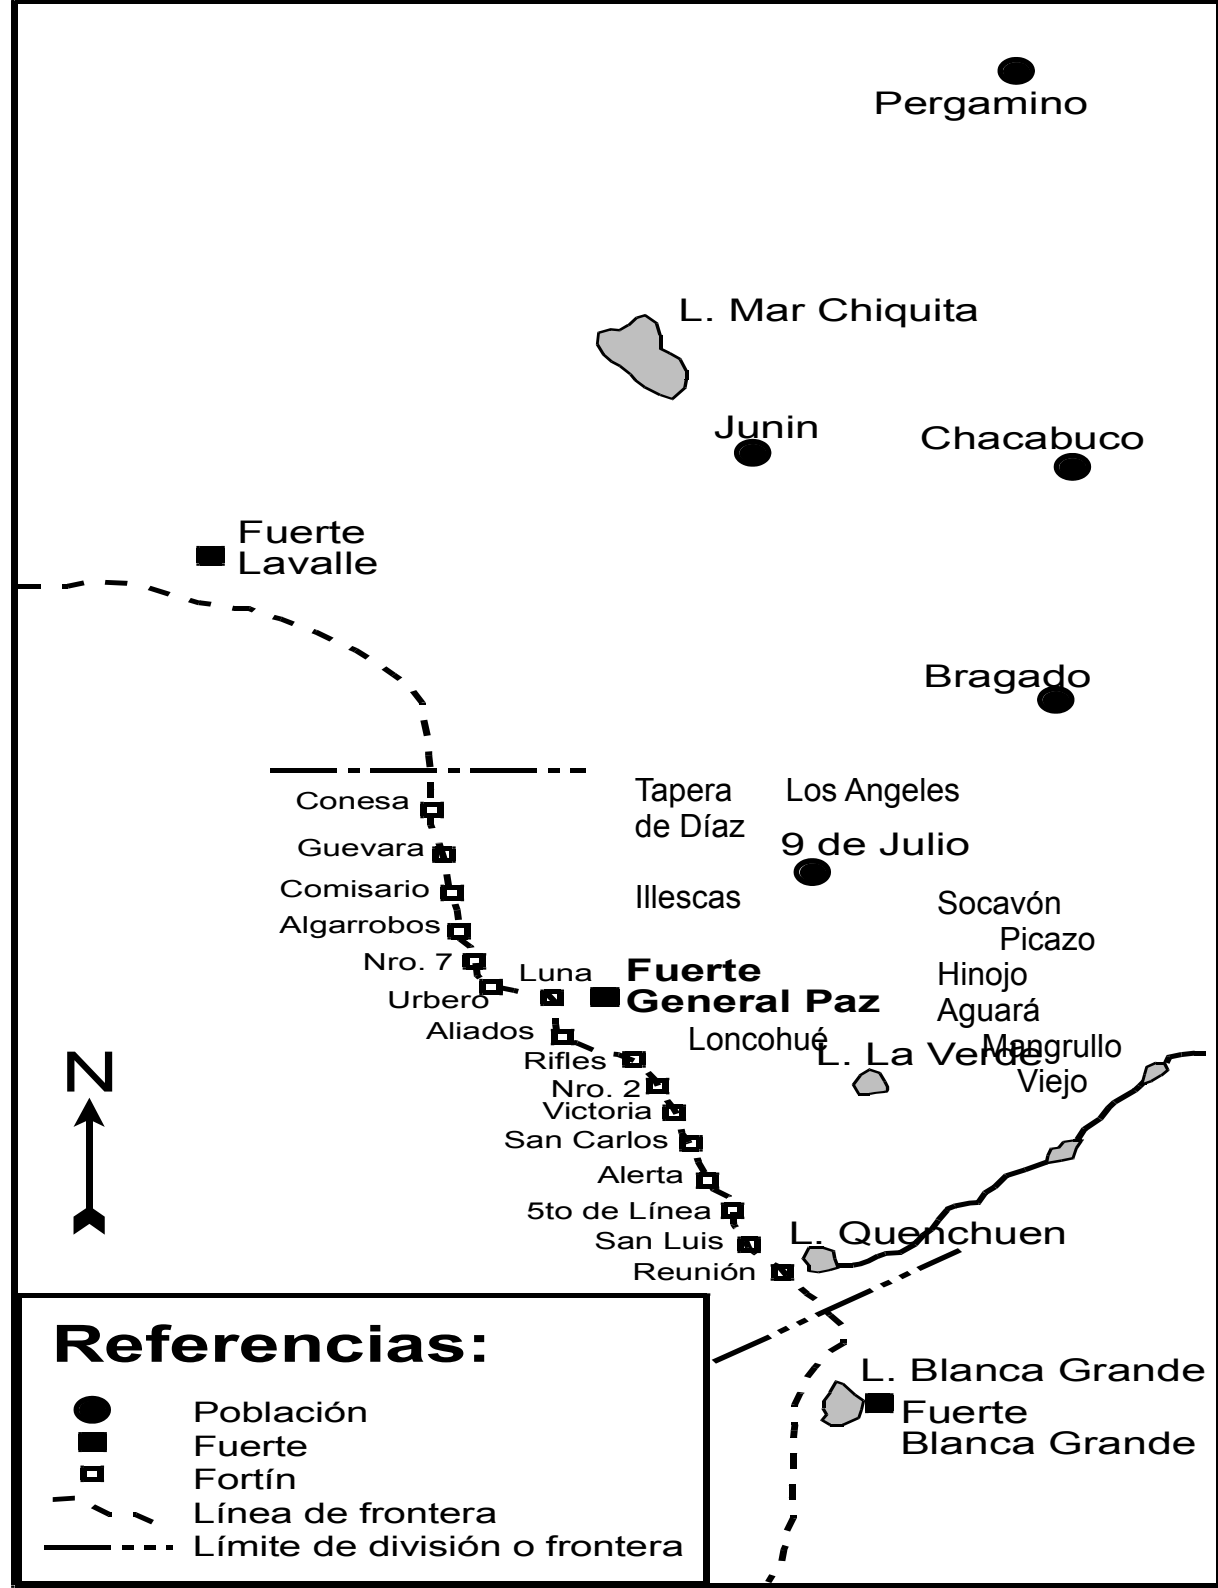 Pergamino
L. Mar Chiquita
Junin
Chacabuco
Fuerte
Lavalle
Bragado
Tapera
de Díaz
Los Angeles
Conesa
9 de Julio
Guevara
Comisario
Illescas
Socavón
Algarrobos
Picazo
Nro. 7
Luna
Fuerte
General Paz
Hinojo
Urbero
Aguará
Aliados
Loncohué
L. La Verde
Mangrullo
Viejo
Rifles
N
Nro. 2
Victoria
San Carlos
Alerta
5to de Línea
San Luis
L. Quenchuen
Reunión
Referencias:
L. Blanca Grande
Fuerte
Blanca Grande
Población
Fuerte
Fortín
Línea de frontera
Límite de división o frontera